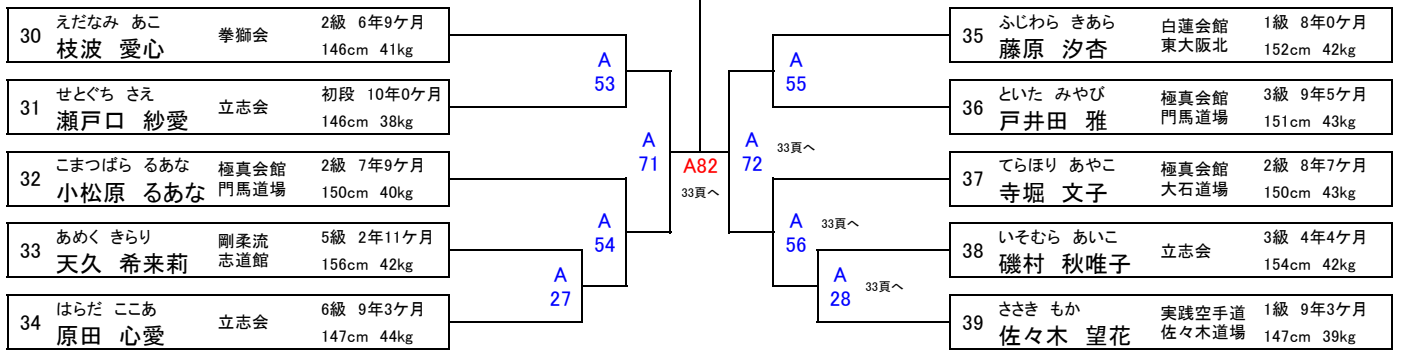 30
えだなみ あこ
枝波 愛心
拳獅会
2級 6年9ケ月
146cm 41kg
31
せとぐち さえ
瀬戸口 紗愛
立志会
初段 10年0ケ月
146cm 38kg
32
こまつばら るあな
小松原 るあな
極真会館
門馬道場
2級 7年9ケ月
150cm 40kg
33
あめく きらり
天久 希来莉
剛柔流
志道館
5級 2年11ケ月
156cm 42kg
34
はらだ ここあ
原田 心愛
立志会
6級 9年3ケ月
147cm 44kg
A
53
A
54
A
27
A
71
A82
33頁へ
A
72
33頁へ
A
55
A
56
33頁へ
A
28
33頁へ
35
ふじわら きあら
藤原 汐杏
白蓮会館
東大阪北
1級 8年0ケ月
152cm 42kg
36
といた みやび
戸井田 雅
極真会館
門馬道場
3級 9年5ケ月
151cm 43kg
37
てらほり あやこ
寺堀 文子
極真会館
大石道場
2級 8年7ケ月
150cm 43kg
38
いそむら あいこ
磯村 秋唯子
立志会
3級 4年4ケ月
154cm 42kg
39
ささき もか
佐々木 望花
実践空手道
佐々木道場
1級 9年3ケ月
147cm 39kg